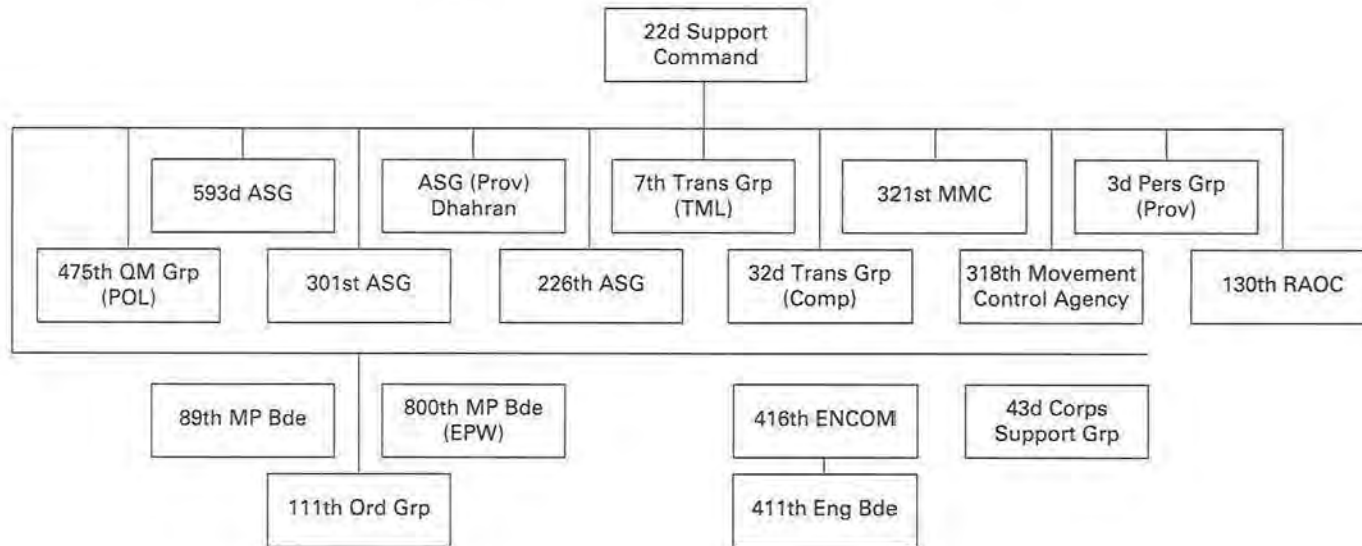 22d Support
Command
593d ASG
ASG (Prov)
Dhahran
7th Trans Grp
(TML)
321st MMC
3d Pers Grp
(Prov)
475th QM Grp
(POL)
301st ASG
226th ASG
32d Trans Grp
(Comp)
318th Movement
Control Agency
130th RAOC
89th MP Bde
800th MP Bde
(EPW)
416th ENCOM
43d Corps
Support Grp
111th Ord Grp
411th Eng Bde